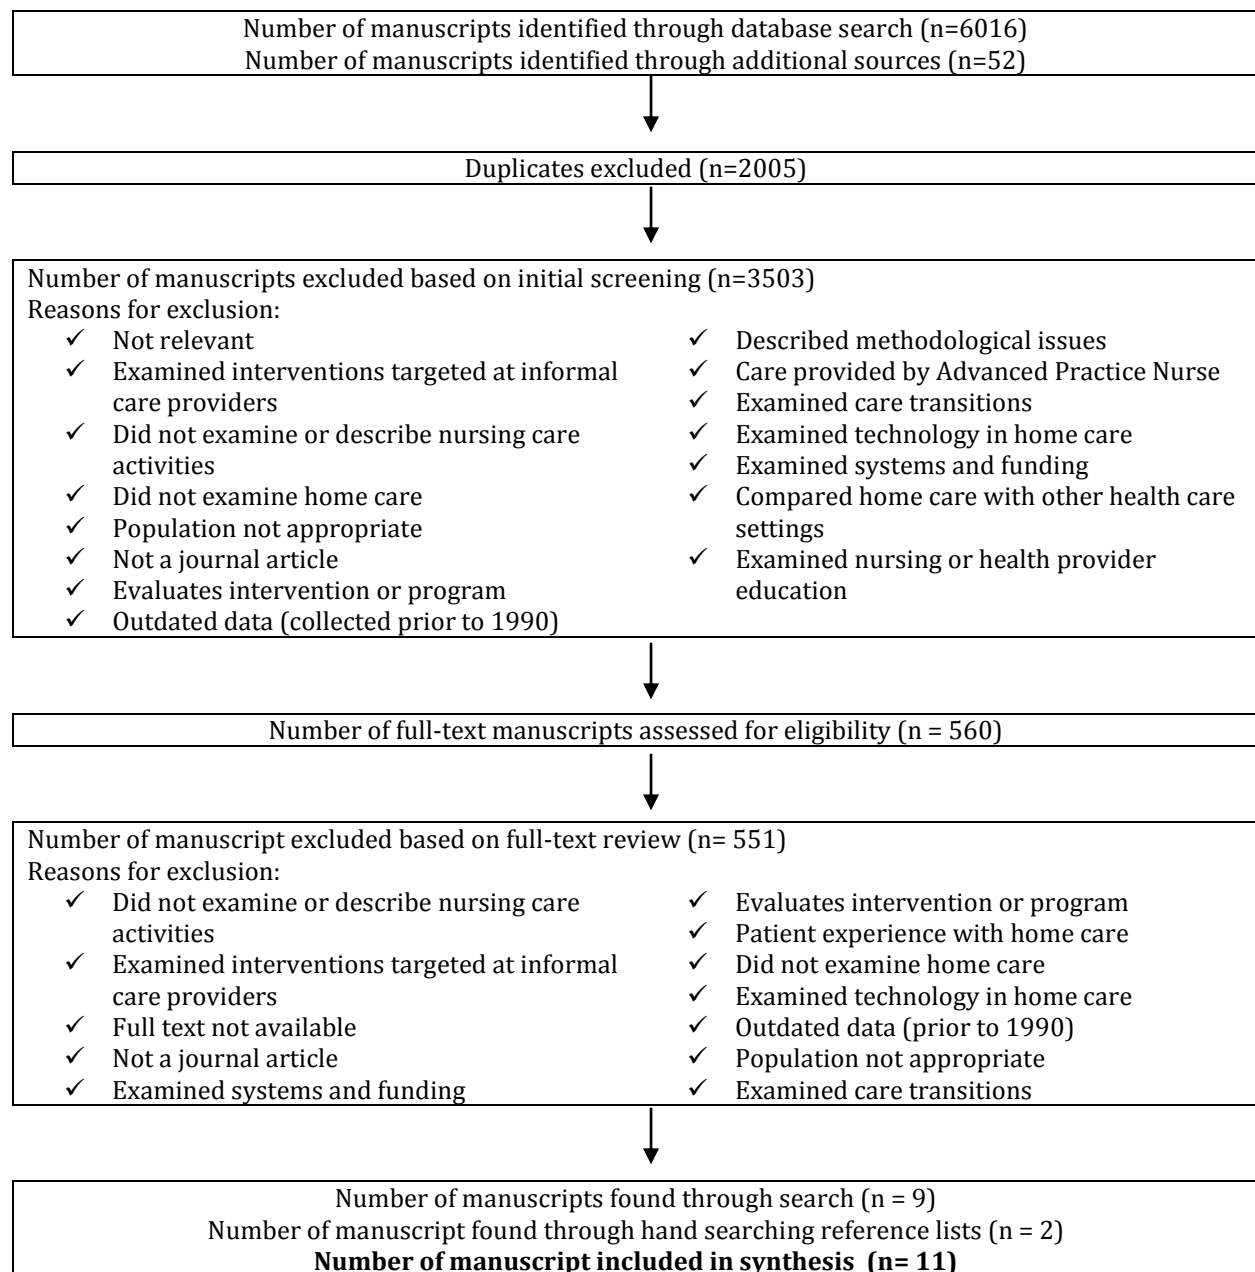 Number of manuscripts identified through database search (n=6016)
Number of manuscripts identified through additional sources (n=52)
Duplicates excluded (n=2005)
Number of manuscripts excluded based on initial screening (n=3503)
Reasons for exclusion:
✓ Not relevant
✓ Examined interventions targeted at informal
care providers
✓ Did not examine or describe nursing care
activities
✓ Did not examine home care
✓ Population not appropriate
✓ Not a journal article
✓ Evaluates intervention or program
✓ Outdated data (collected prior to 1990)
✓ Described methodological issues
✓ Care provided by Advanced Practice Nurse
✓ Examined care transitions
✓ Examined technology in home care
✓ Examined systems and funding
✓ Compared home care with other health care
settings
✓ Examined nursing or health provider
education
Number of full-text manuscripts assessed for eligibility (n = 560)
Number of manuscript excluded based on full-text review (n= 551)
Reasons for exclusion:
✓ Did not examine or describe nursing care
activities
✓ Examined interventions targeted at informal
care providers
✓ Full text not available
✓ Not a journal article
✓ Examined systems and funding
✓ Evaluates intervention or program
✓ Patient experience with home care
✓ Did not examine home care
✓ Examined technology in home care
✓ Outdated data (prior to 1990)
✓ Population not appropriate
✓ Examined care transitions
Number of manuscripts found through search (n = 9)
Number of manuscript found through hand searching reference lists (n = 2)
Number of manuscript included in synthesis (n= 11)